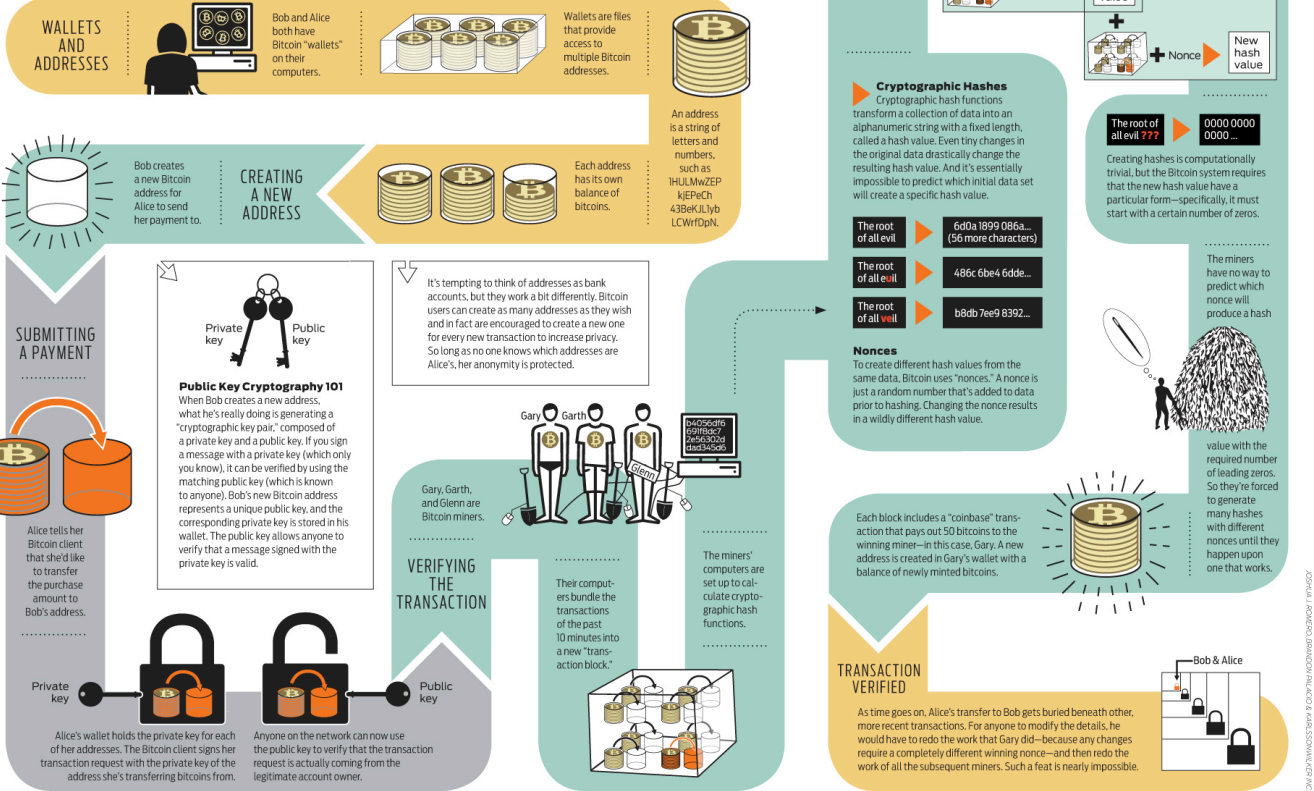 WALLETS
AND
ADDRESSES
Bob and Alice
both have
Bitcoin “wallets”
on their
computers.
Wallets are files
that provide
access to
multiple Bitcoin
addresses.
An address
is a string of
letters and
numbers,
such as
1HULMwZEP
kjEPeCh
43BeKJL1yb
LCWrfDpN.
Each address
has its own
balance of
bitcoins.
CREATING
A NEW
ADDRESS
Bob creates
a new Bitcoin
address for
Alice to send
her payment to.
SUBMITTING
A PAYMENT
Alice tells her
Bitcoin client
that she’d like
to transfer
the purchase
amount to
Bob’s address.
Private
key
Public
key
Public Key Cryptography 101
When Bob creates a new address,
what he’s really doing is generating a
“cryptographic key pair,” composed of
a private key and a public key. If you sign
a message with a private key (which only
you know), it can be verified by using the
matching public key (which is known
to anyone). Bob’s new Bitcoin address
represents a unique public key, and the
corresponding private key is stored in his
wallet. The public key allows anyone to
verify that a message signed with the
private key is valid.
It’s tempting to think of addresses as bank
accounts, but they work a bit differently. Bitcoin
users can create as many addresses as they wish
and in fact are encouraged to create a new one
for every new transaction to increase privacy.
So long as no one knows which addresses are
Alice’s, her anonymity is protected.
Private
key
Alice’s wallet holds the private key for each
of her addresses. The Bitcoin client signs her
transaction request with the private key of the
address she’s transferring bitcoins from.
Public
key
Anyone on the network can now use
the public key to verify that the transaction
request is actually coming from the
legitimate account owner.
VERIFYING
THE
TRANSACTION
Gary, Garth,
and Glenn are
Bitcoin miners.
Gary
Garth
Glenn
b4056df6
691f8dc7
2e56302d
dad345d6
Their comput-
ers bundle the
transactions
of the past
10 minutes into
a new “trans-
action block.”
The miners’
computers are
set up to cal-
culate crypto-
graphic hash
functions.
Cryptographic Hashes
Cryptographic hash functions
transform a collection of data into an
alphanumeric string with a fixed length,
called a hash value. Even tiny changes in
the original data drastically change the
resulting hash value. And it’s essentially
impossible to predict which initial data set
will create a specific hash value.
The root
of all evil
6d0a 1899 086a...
(56 more characters)
The root
of all euil
486c 6be4 6dde...
The root
of all veil
b8db 7ee9 8392...
Nonces
To create different hash values from the
same data, Bitcoin uses “nonces.” A nonce is
just a random number that’s added to data
prior to hashing. Changing the nonce results
in a wildly different hash value.
value
+
+ Nonce
New
hash
value
The root of
all evil ???
0000 0000
0000 ...
Creating hashes is computationally
trivial, but the Bitcoin system requires
that the new hash value have a
particular form—specifically, it must
start with a certain number of zeros.
The miners
have no way to
predict which
nonce will
produce a hash
value with the
required number
of leading zeros.
So they’re forced
to generate
many hashes
with different
nonces until they
happen upon
one that works.
Each block includes a “coinbase” trans-
action that pays out 50 bitcoins to the
winning miner—in this case, Gary. A new
address is created in Gary’s wallet with a
balance of newly minted bitcoins.
TRANSACTION
VERIFIED
As time goes on, Alice’s transfer to Bob gets buried beneath other,
more recent transactions. For anyone to modify the details, he
would have to redo the work that Gary did—because any changes
require a completely different winning nonce—and then redo the
work of all the subsequent miners. Such a feat is nearly impossible.
Bob & Alice
JOSHUA J. ROMERO, BRANDON PALACIO & KARLSSONWILKER INC.